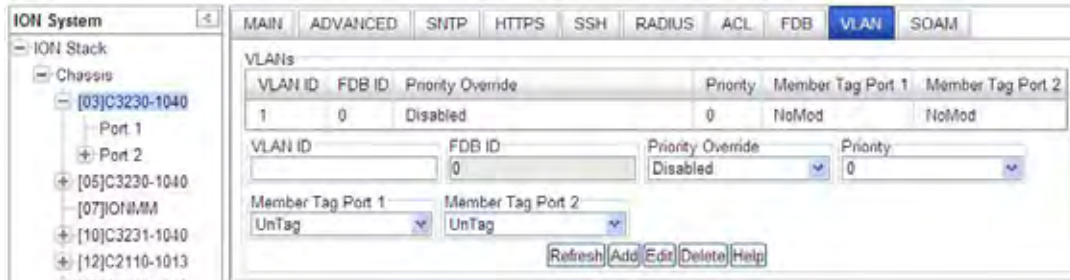 ION System
ION Stack
Chassis
[03]C3230-1040
Port 1
Port 2
[05]C3230-1040
[07]IONMM
[10]C3231-1040
[12]C2110-1013
MAIN ADVANCED SNTP HTTPS SSH RADIUS ACL FDB VLAN SOAM
VLANs
VLAN ID FDB ID Priority Override Priority Member Tag Port 1 Member Tag Port 2
1 0 Disabled 0 NoMod NoMod
VLAN ID FDB ID Priority Override Priority
0 Disabled 0
Member Tag Port 1 Member Tag Port 2
UnTag UnTag
Refresh Add Edit Delete Help